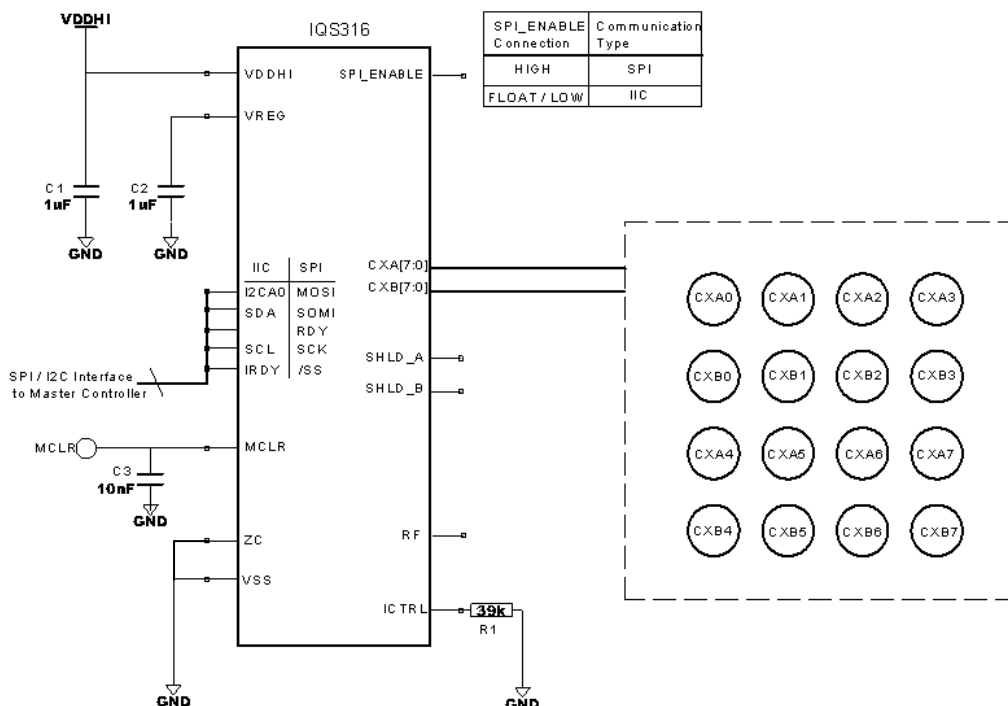 VDDHI
IQS316
SPI_ENABLE Communication
Connection Type
HIGH SPI
FLOAT / LOW IIC
VDDHI
SPI_ENABLE
VREG
C1
1uF
C2
1uF
GND
GND
IIC SPI
I2CA0 MOSI
SDA SOMI
RDY
SCL SCK
IRDY /SS
CXA[7:0]
CXB[7:0]
SHLD_A
SHLD_B
SPI / I2C Interface
to Master Controller
MCLR
MCLR
C3
10nF
GND
ZC
VSS
GND
RF
ICTRL
39k
R1
GND
CXA0 CXA1 CXA2 CXA3
CXB0 CXB1 CXB2 CXB3
CXA4 CXA5 CXA6 CXA7
CXB4 CXB5 CXB6 CXB7